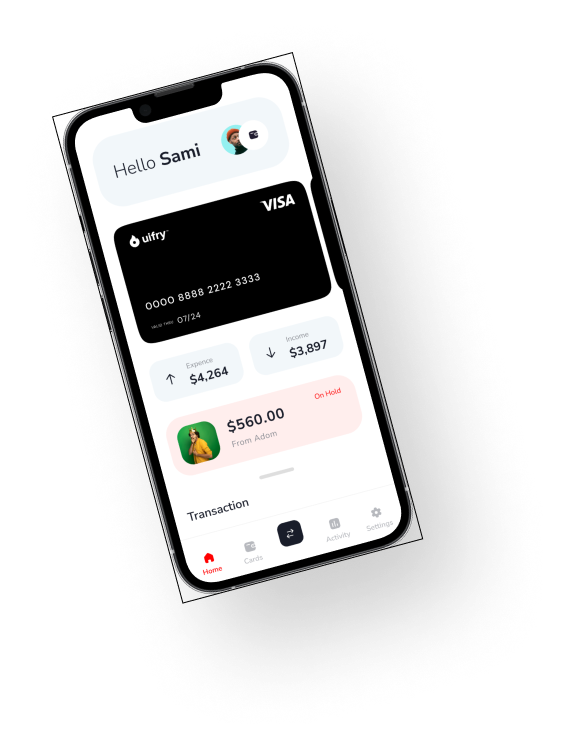 Hello Sami
VISA
uifry
0000 8888 2222 3333
VALID THRU 07/24
Expence
$4,264
Income
$3,897
On Hold
$560.00
From Adom
Transaction
Home
Cards
Activity
Settings